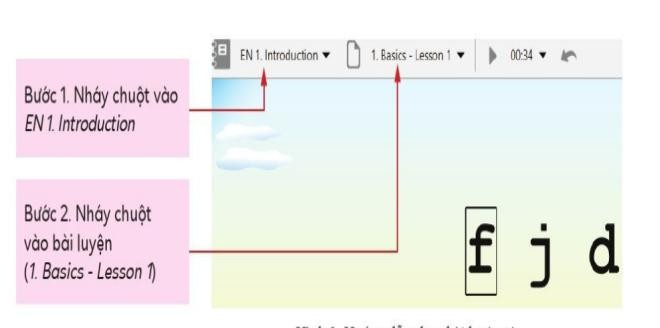 EN 1. Introduction
1. Basics - Lesson 1
00:34
Bước 1. Nháy chuột vào
EN 1. Introduction
Bước 2. Nháy chuột
vào bài luyện
(1. Basics - Lesson 1)
f j d